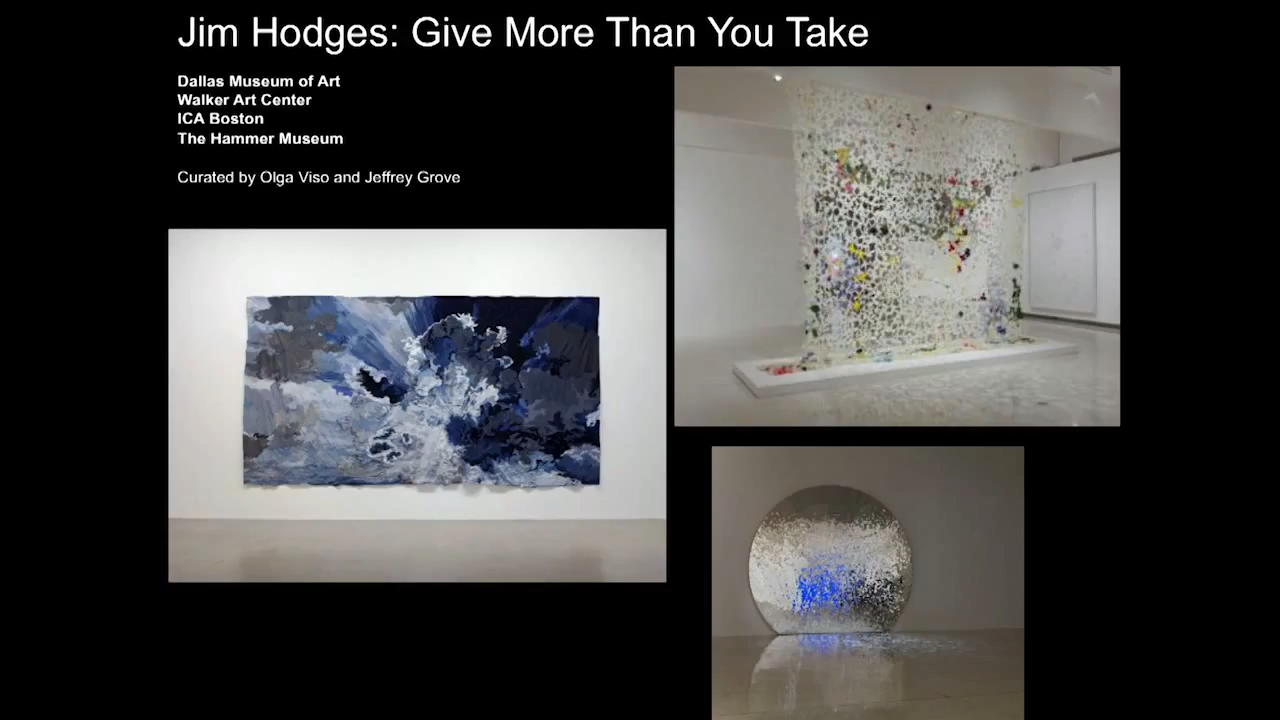 Jim Hodges: Give More Than You Take
Dallas Museum of Art
Walker Art Center
ICA Boston
The Hammer Museum
Curated by Olga Viso and Jeffrey Grove